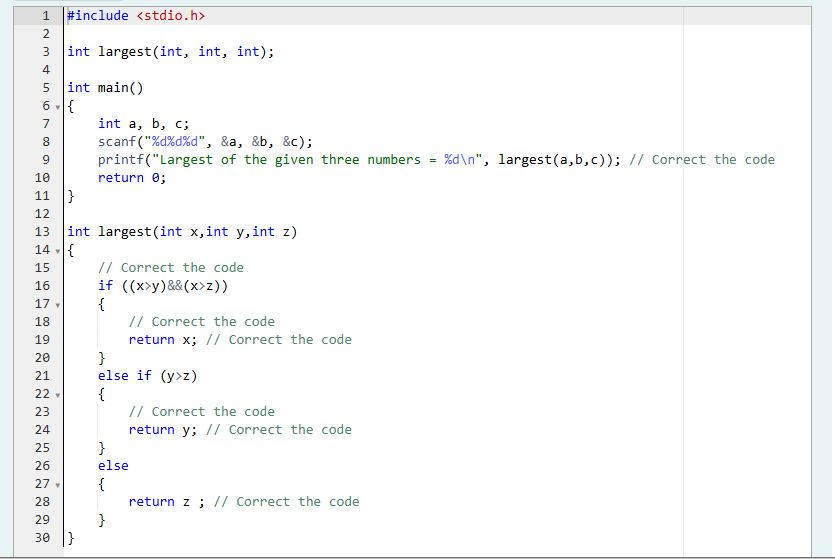 1 #include <stdio.h>
2
3 int largest(int, int, int);
4
5 int main()
6 {
7 int a, b, c;
8 scanf("%d%d%d", &a, &b, &c);
9 printf("Largest of the given three numbers = %d\n", largest(a,b,c)); // Correct the code
10 return 0;
11 }
12
13 int largest(int x,int y,int z)
14 {
15 // Correct the code
16 if ((x>y)&&(x>z))
17 {
18 // Correct the code
19 return x; // Correct the code
20 }
21 else if (y>z)
22 {
23 // Correct the code
24 return y; // Correct the code
25 }
26 else
27 {
28 return z ; // Correct the code
29 }
30 }